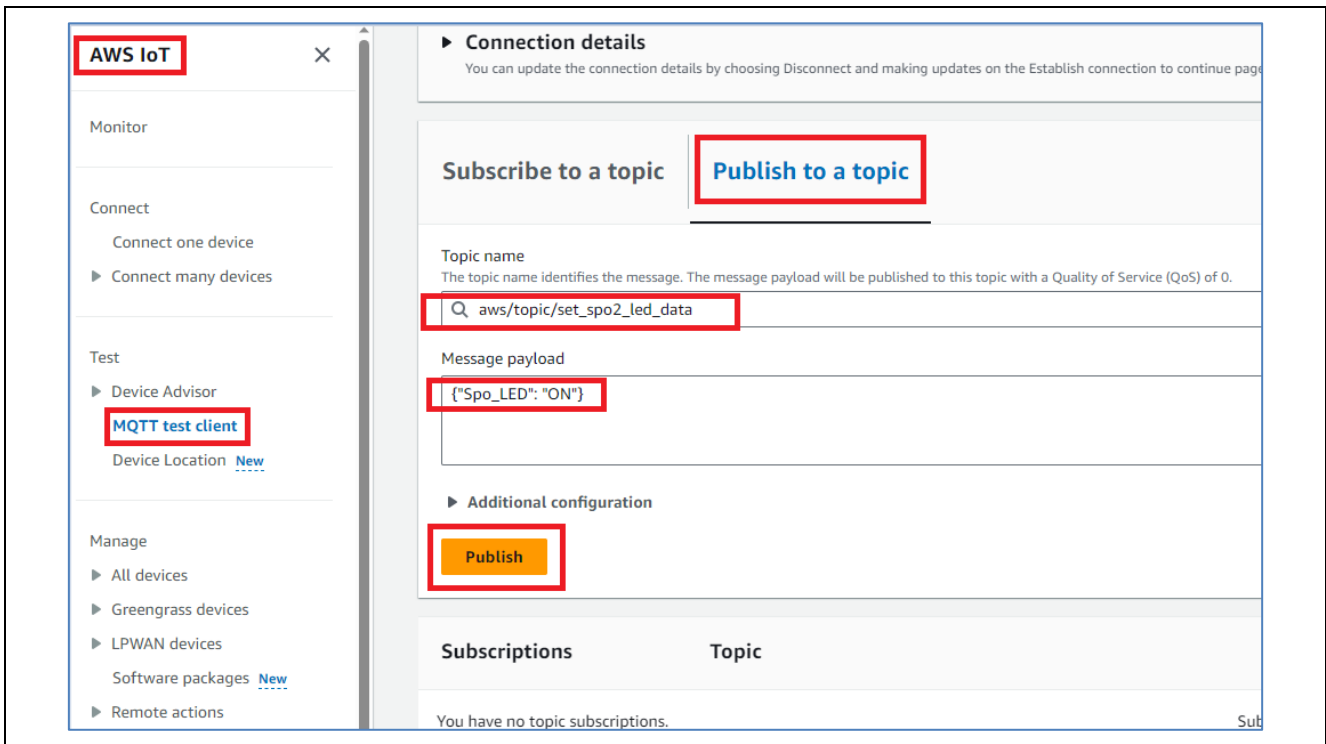 AWS IoT
Monitor
Connect
Connect one device
Connect many devices
Test
Device Advisor
MQTT test client
Device Location New
Manage
All devices
Greengrass devices
LPWAN devices
Software packages New
Remote actions
Connection details
You can update the connection details by choosing Disconnect and making updates on the Establish connection to continue page
Subscribe to a topic
Publish to a topic
Topic name
The topic name identifies the message. The message payload will be published to this topic with a Quality of Service (QoS) of 0.
aws/topic/set_spo2_led_data
Message payload
{"Spo_LED": "ON"}
Additional configuration
Publish
Subscriptions
Topic
You have no topic subscriptions.
Sub